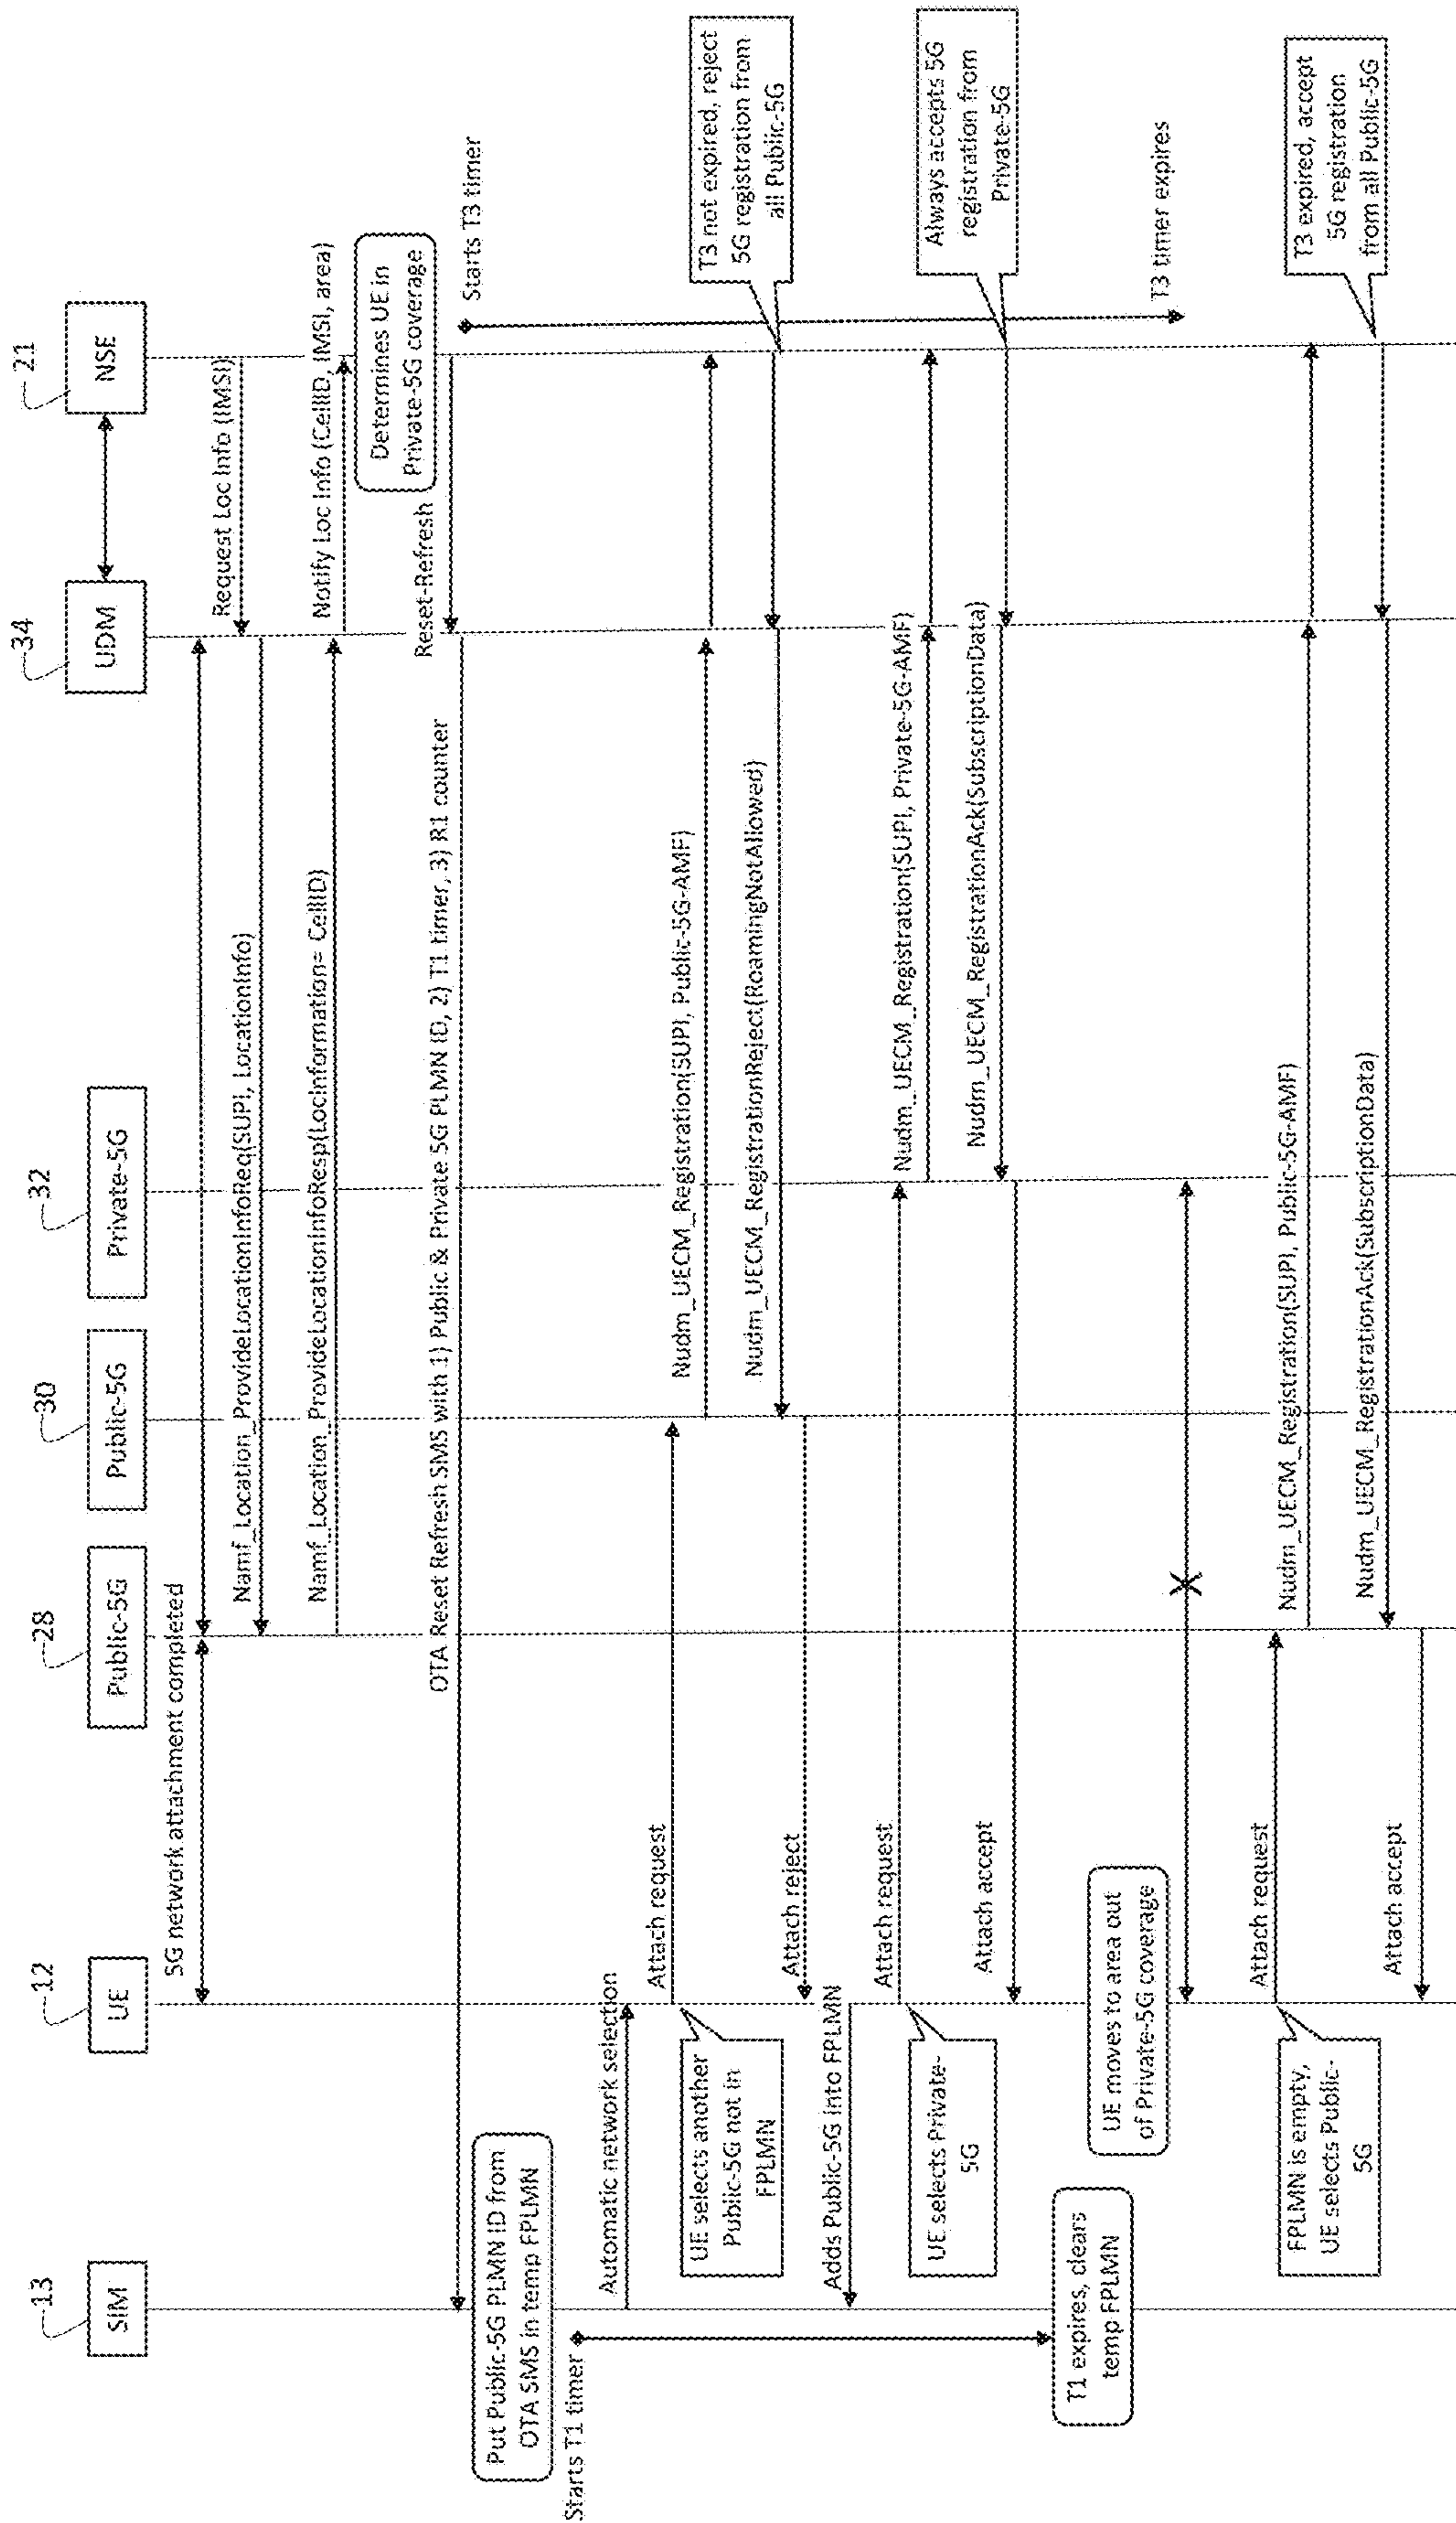 13
SIM
12
UE
28
Public-5G
30
Public-5G
32
Private-5G
34
UDM
21
NSE
5G network attachment completed
Request Loc Info (IMSI)
Namf_Location_ProvideLocationInfoReq(SUPI, LocationInfo)
Namf_Location_ProvideLocationInfoResp(LocInformation= CellID)
Notify Loc Info (CellID, IMSI, area)
Determines UE in
Private-5G coverage
Reset-Refresh
Starts T3 timer
OTA Reset Refresh SMS with 1) Public & Private 5G PLMN ID, 2) T1 timer, 3) R1 counter
Put Public-5G PLMN ID from
OTA SMS in temp FPLMN
Starts T1 timer
Automatic network selection
UE selects another
Public-5G not in
FPLMN
Attach request
Nudm_UECM_Registration(SUPI, Public-5G-AMF)
T3 not expired, reject
5G registration from
all Public-5G
Nudm_UECM_RegistrationReject(RoamingNotAllowed)
Attach reject
Adds Public-5G into FPLMN
UE selects Private-
5G
Attach request
Nudm_UECM_Registration(SUPI, Private-5G-AMF)
Always accepts 5G
registration from
Private-5G
Nudm_UECM_RegistrationAck(SubscriptionData)
Attach accept
T1 expires, clears
temp FPLMN
UE moves to area out
of Private-5G coverage
T3 timer expires
FPLMN is empty,
UE selects Public-
5G
Attach request
Nudm_UECM_Registration(SUPI, Public-5G-AMF)
T3 expired, accept
5G registration
from all Public-5G
Nudm_UECM_RegistrationAck(SubscriptionData)
Attach accept